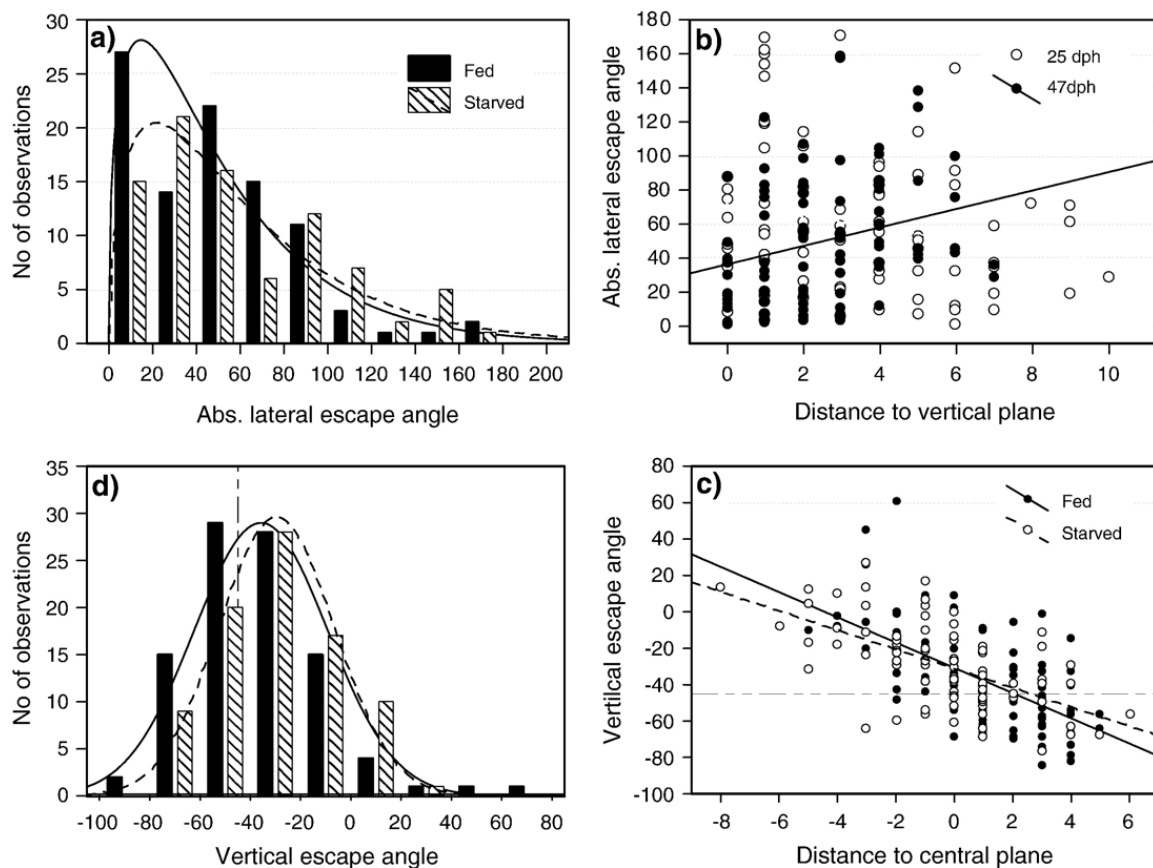 a)
30
25
20
15
10
5
0
No of observations
Fed
Starved
0 20 40 60 80 100 120 140 160 180 200
Abs. lateral escape angle
b)
180
160
140
120
100
80
60
40
20
0
Abs. lateral escape angle
25 dph
47dph
0 2 4 6 8 10
Distance to vertical plane
d)
35
30
25
20
15
10
5
0
No of observations
-100 -80 -60 -40 -20 0 20 40 60 80
Vertical escape angle
c)
80
60
40
20
0
-20
-40
-60
-80
-100
Vertilcal escape angle
Fed
Starved
-8 -6 -4 -2 0 2 4 6
Distance to central plane